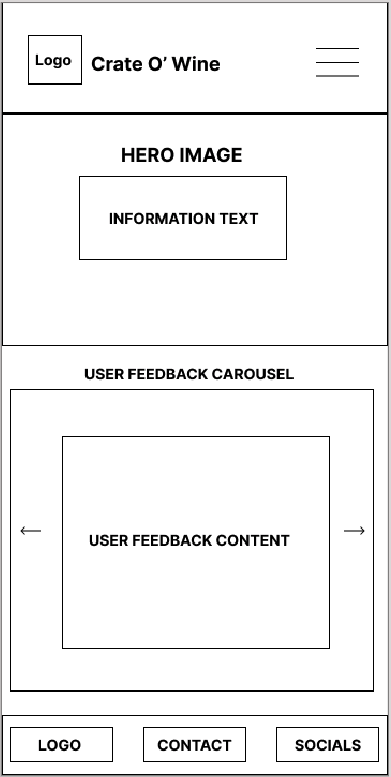 Logo
Crate O’ Wine
HERO IMAGE
INFORMATION TEXT
USER FEEDBACK CAROUSEL
USER FEEDBACK CONTENT
LOGO
CONTACT
SOCIALS